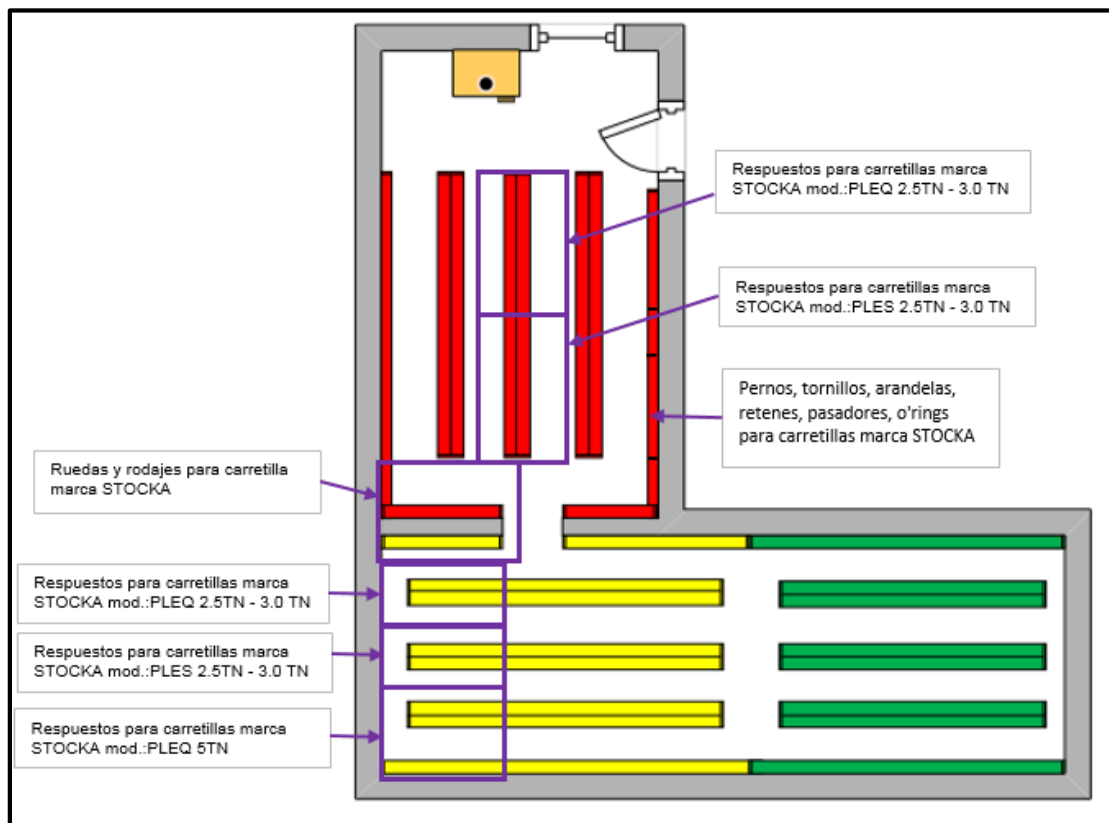 Respuestos para carretillas marca
STOCKA mod.:PLEQ 2.5TN - 3.0 TN
Respuestos para carretillas marca
STOCKA mod.:PLES 2.5TN - 3.0 TN
Pernos, tornillos, arandelas,
retenes, pasadores, o'rings
para carretillas marca STOCKA
Ruedas y rodajes para carretilla
marca STOCKA
Respuestos para carretillas marca
STOCKA mod.:PLEQ 2.5TN - 3.0 TN
Respuestos para carretillas marca
STOCKA mod.:PLES 2.5TN - 3.0 TN
Respuestos para carretillas marca
STOCKA mod.:PLEQ 5TN